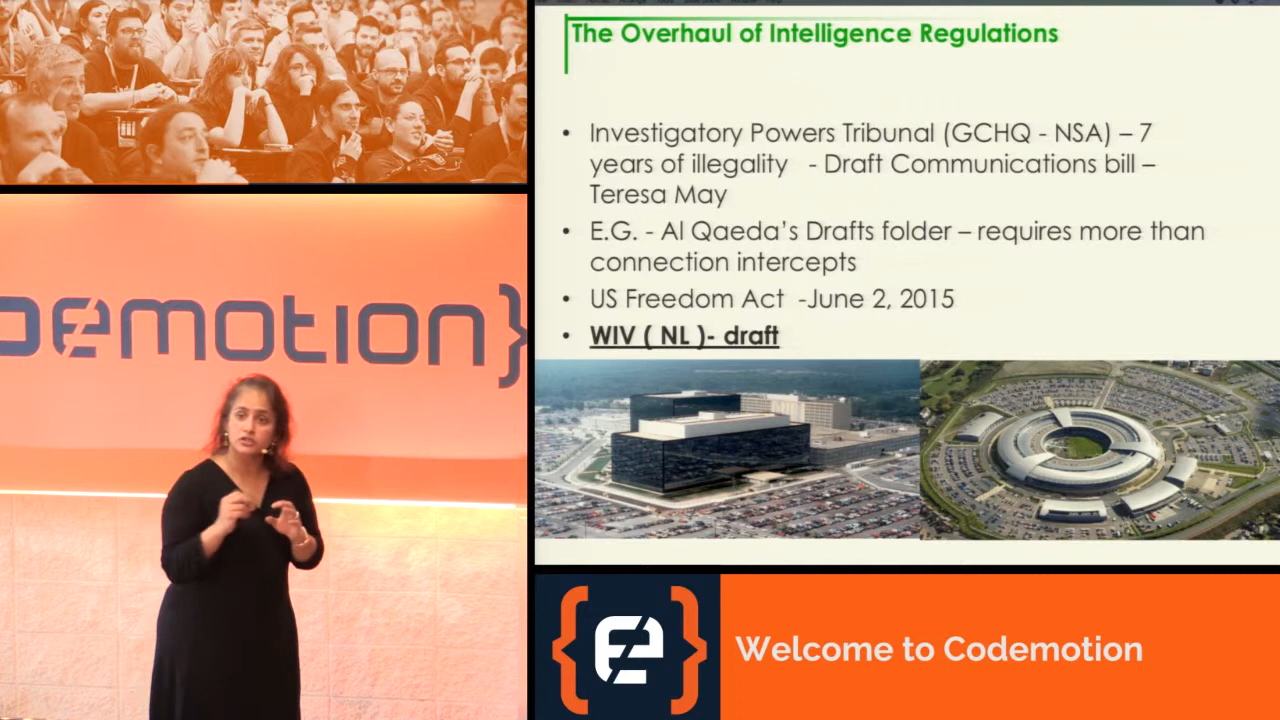 The Overhaul of Intelligence Regulations
• Investigatory Powers Tribunal (GCHQ - NSA) – 7
years of illegality - Draft Communications bill –
Teresa May
• E.G. - Al Qaeda's Drafts folder – requires more than
connection intercepts
• US Freedom Act -June 2, 2015
• WIV ( NL )- draft
emotion}
Welcome to Codemotion